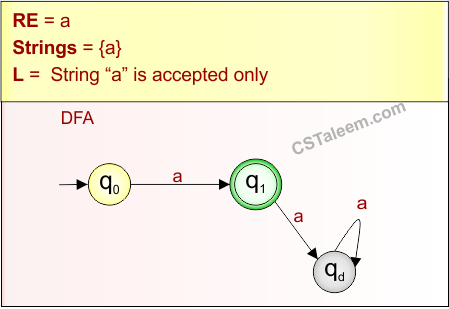 RE = a
Strings = {a}
L = String “a” is accepted only
DFA
CSTaleem.com
q0
a
q1
a
a
qd